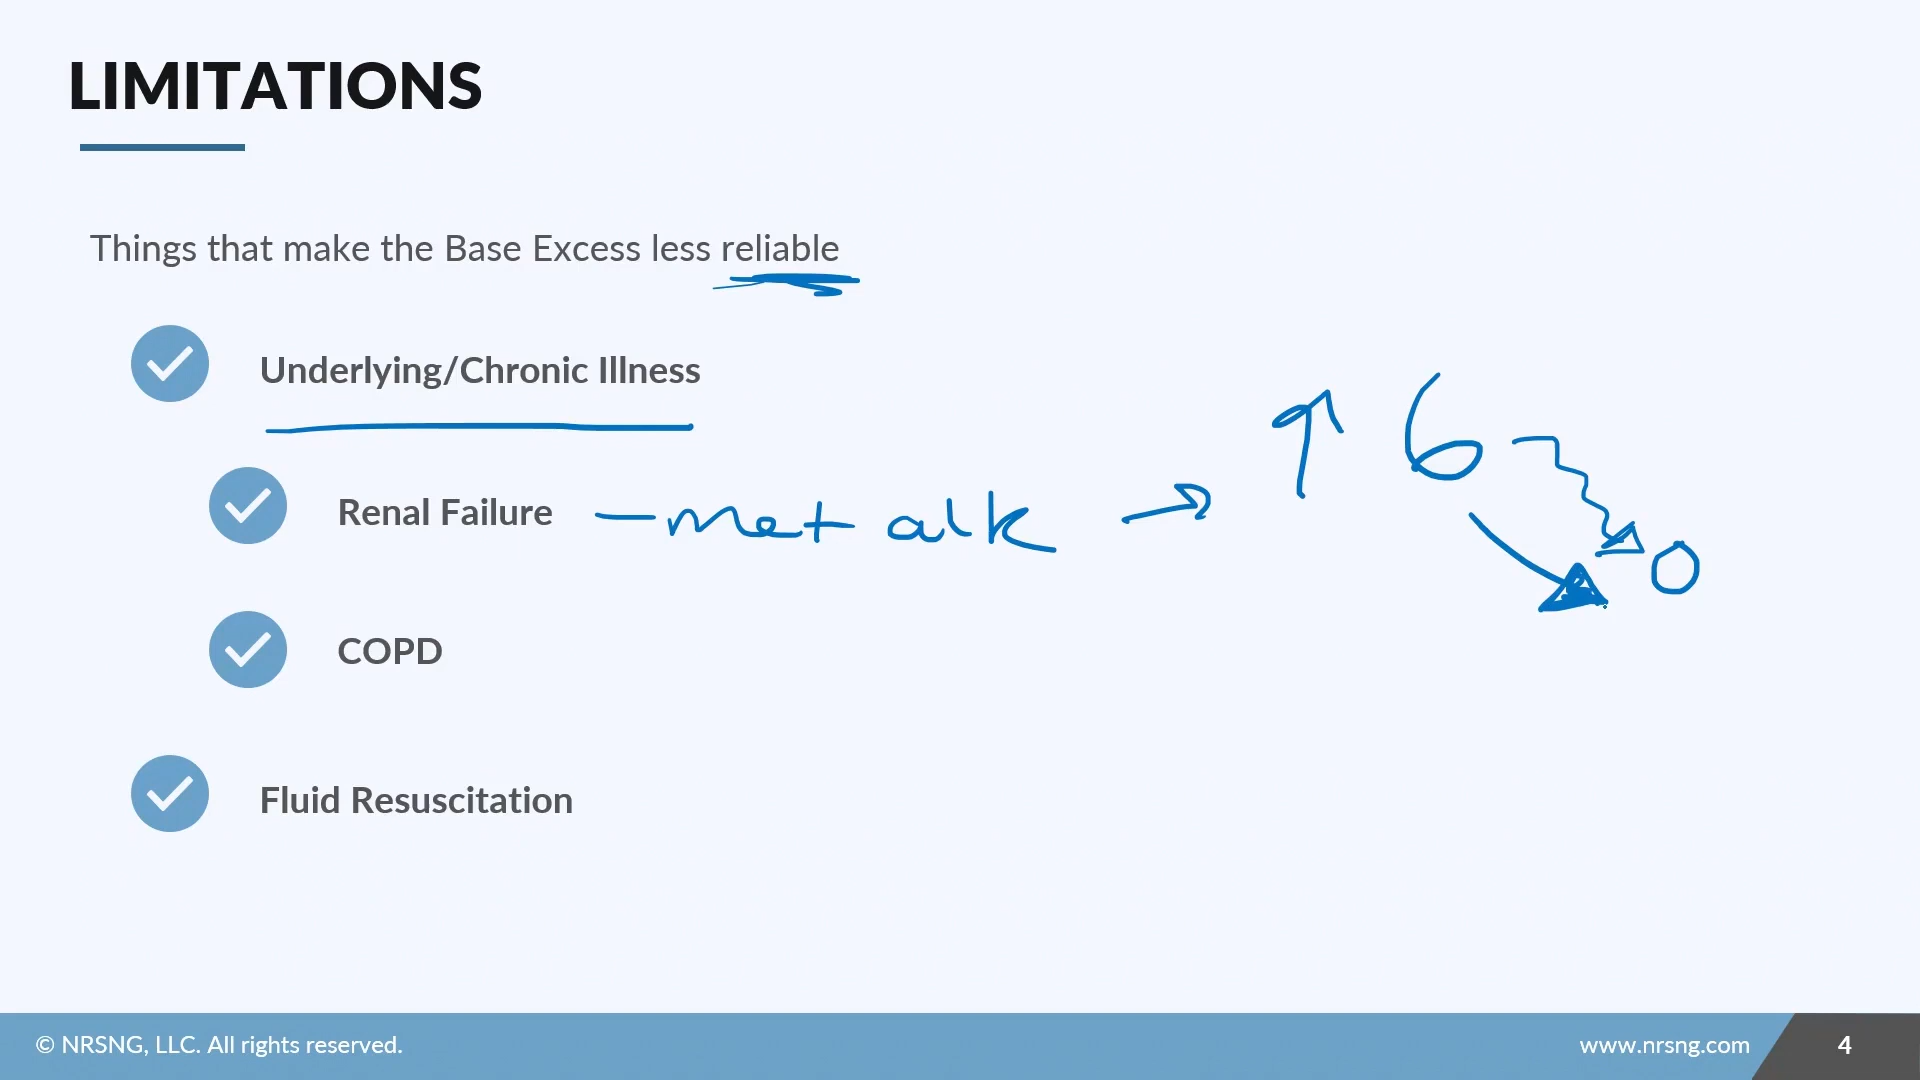 LIMITATIONS
Things that make the Base Excess less reliable
Underlying/Chronic Illness
Renal Failure — met alk → ↑ 6 → 0
COPD
Fluid Resuscitation
© NRSNG, LLC. All rights reserved.
www.nrsng.com
4